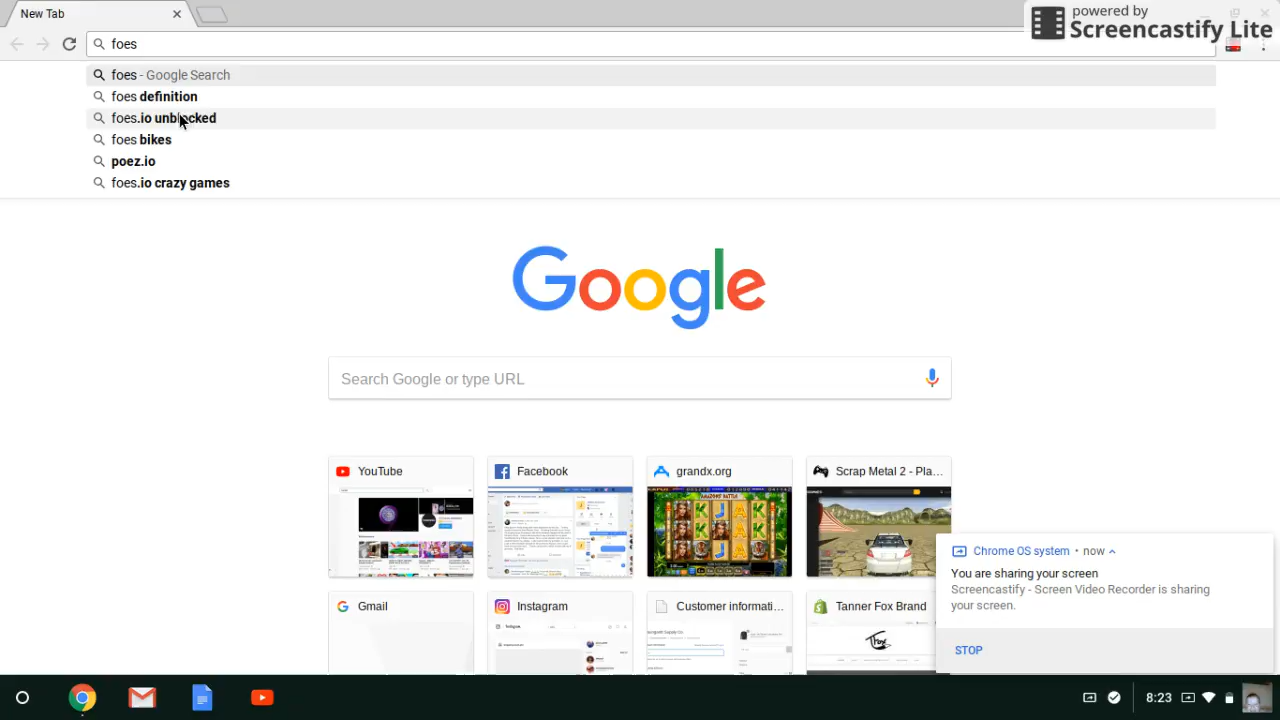 New Tab
powered by
Screencastify Lite
foes
foes - Google Search
foes definition
foes.io unblocked
foes bikes
poez.io
foes.io crazy games
Google
Search Google or type URL
YouTube
Facebook
grandx.org
Scrap Metal 2 - Pla...
Chrome OS system • now
You are sharing your screen
Screencastify - Screen Video Recorder is sharing
your screen.
STOP
Gmail
Instagram
Customer informati...
Tanner Fox Brand
8:23